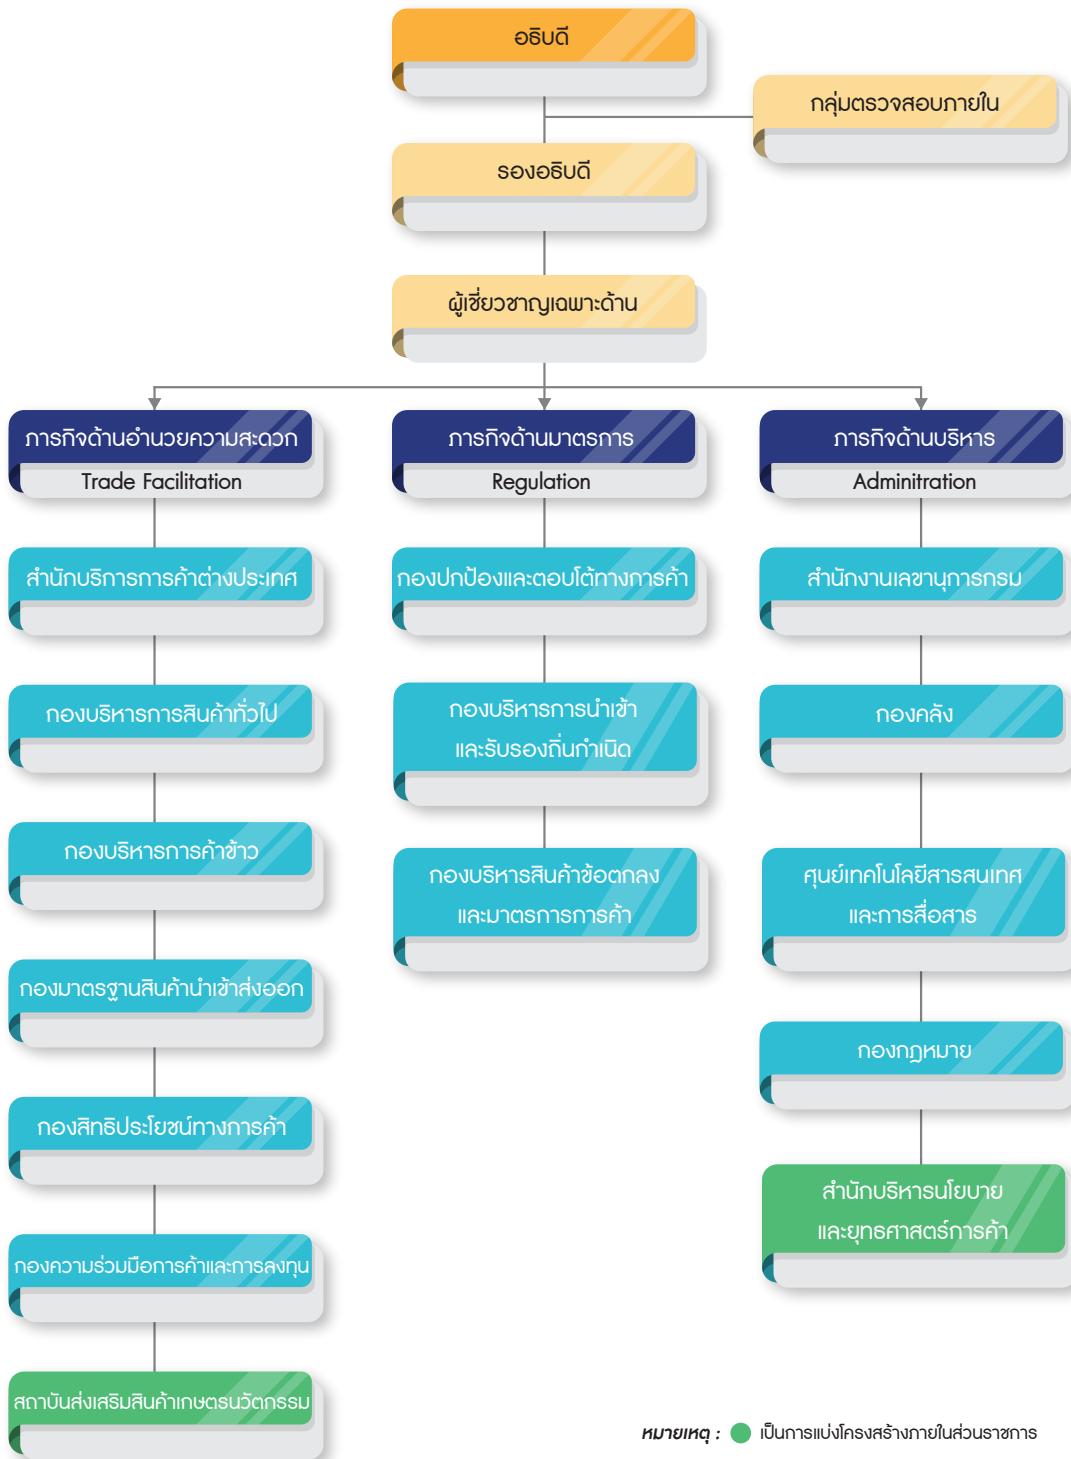 อธิบดี
กลุ่มตรวจสอบภายใน
รองอธิบดี
ผู้เชี่ยวชาญเฉพาะด้าน
ภารกิจด้านอำนวยความสะดวก
Trade Facilitation
สำนักบริการการค้าต่างประเทศ
กองบริหารการสินค้าทั่วไป
กองบริหารการค้าข้าว
กองมาตรฐานสินค้านำเข้าส่งออก
กองสิทธิประโยชน์ทางการค้า
กองความร่วมมือการค้าและการลงทุน
สถาบันส่งเสริมสินค้าเกษตรนวัตกรรม
ภารกิจด้านมาตรการ
Regulation
กองปกป้องและตอบโต้ทางการค้า
กองบริหารการนำเข้า
และรับรองถิ่นกำเนิด
กองบริหารสินค้าข้อตกลง
และมาตรการการค้า
ภารกิจด้านบริหาร
Adminitration
สำนักงานเลขานุการกรม
กองคลัง
ศูนย์เทคโนโลยีสารสนเทศ
และการสื่อสาร
กองกฎหมาย
สำนักบริหารนโยบาย
และยุทธศาสตร์การค้า
หมายเหตุ : เป็นการแบ่งโครงสร้างภายในส่วนราชการ